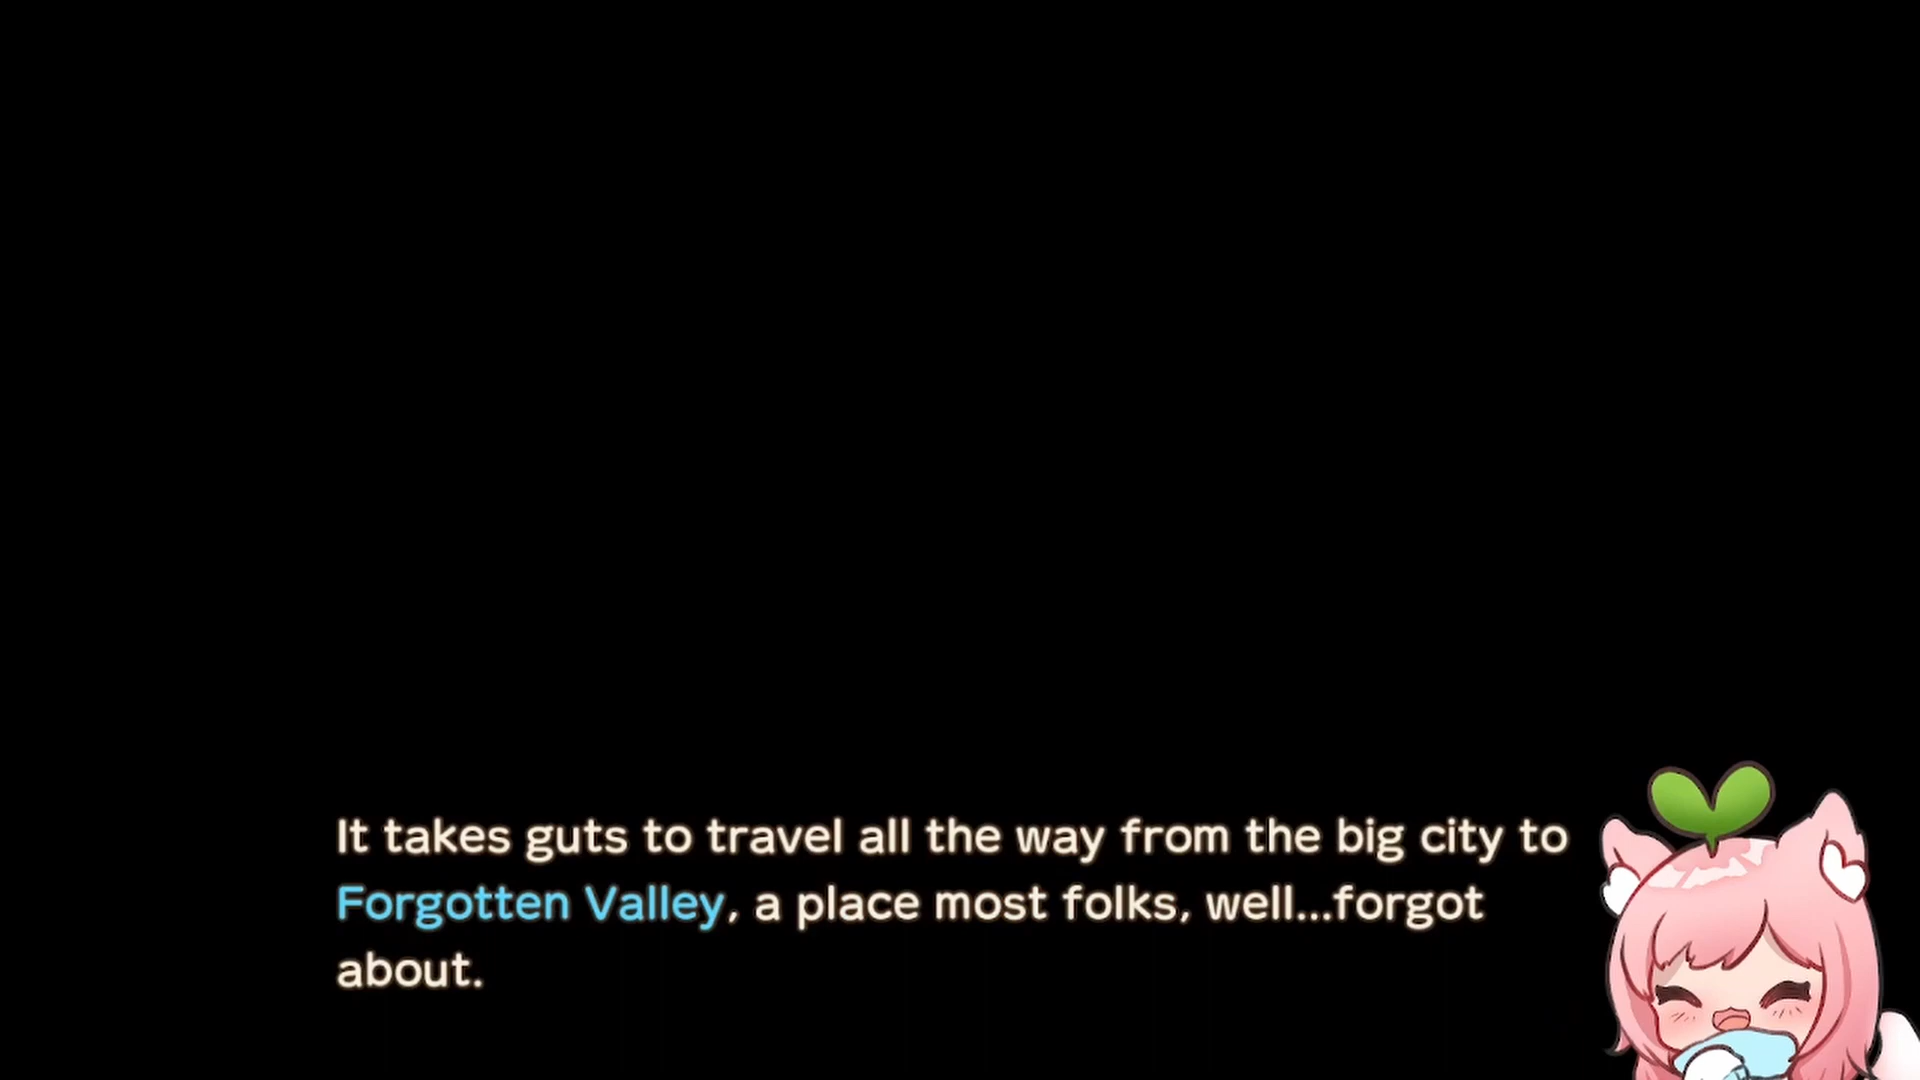 It takes guts to travel all the way from the big city to
Forgotten Valley, a place most folks, well...forgot
about.